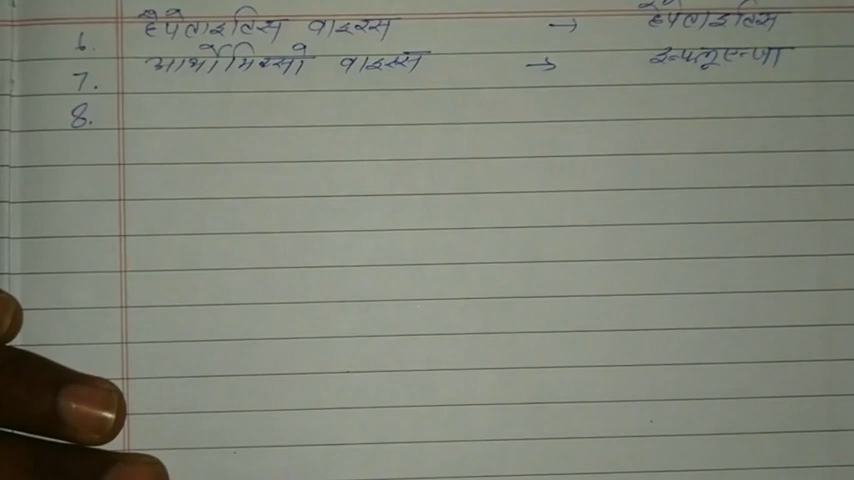 6. हैपेटाइटिस वाइरस → हैपेटाइटिस
7. आर्थोमिक्सो वाइरस → इन्फ्लूएन्जा
8.